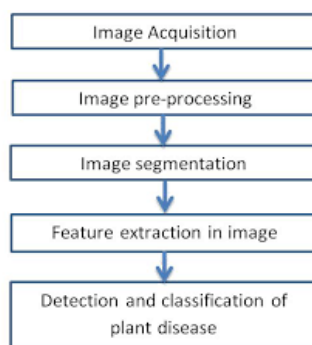 Image Acquisition
Image pre-processing
Image segmentation
Feature extraction in image
Detection and classification of
plant disease